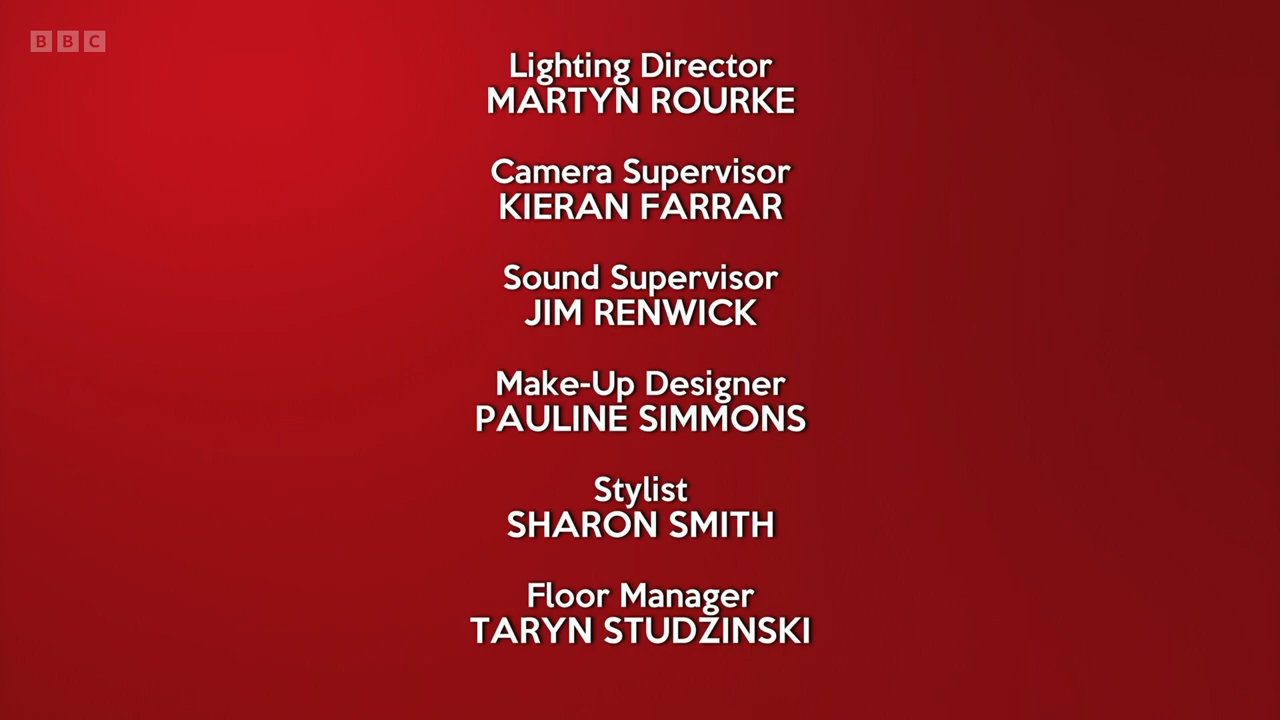 BBC
Lighting Director
MARTYN ROURKE
Camera Supervisor
KIERAN FARRAR
Sound Supervisor
JIM RENWICK
Make-Up Designer
PAULINE SIMMONS
Stylist
SHARON SMITH
Floor Manager
TARYN STUDZINSKI